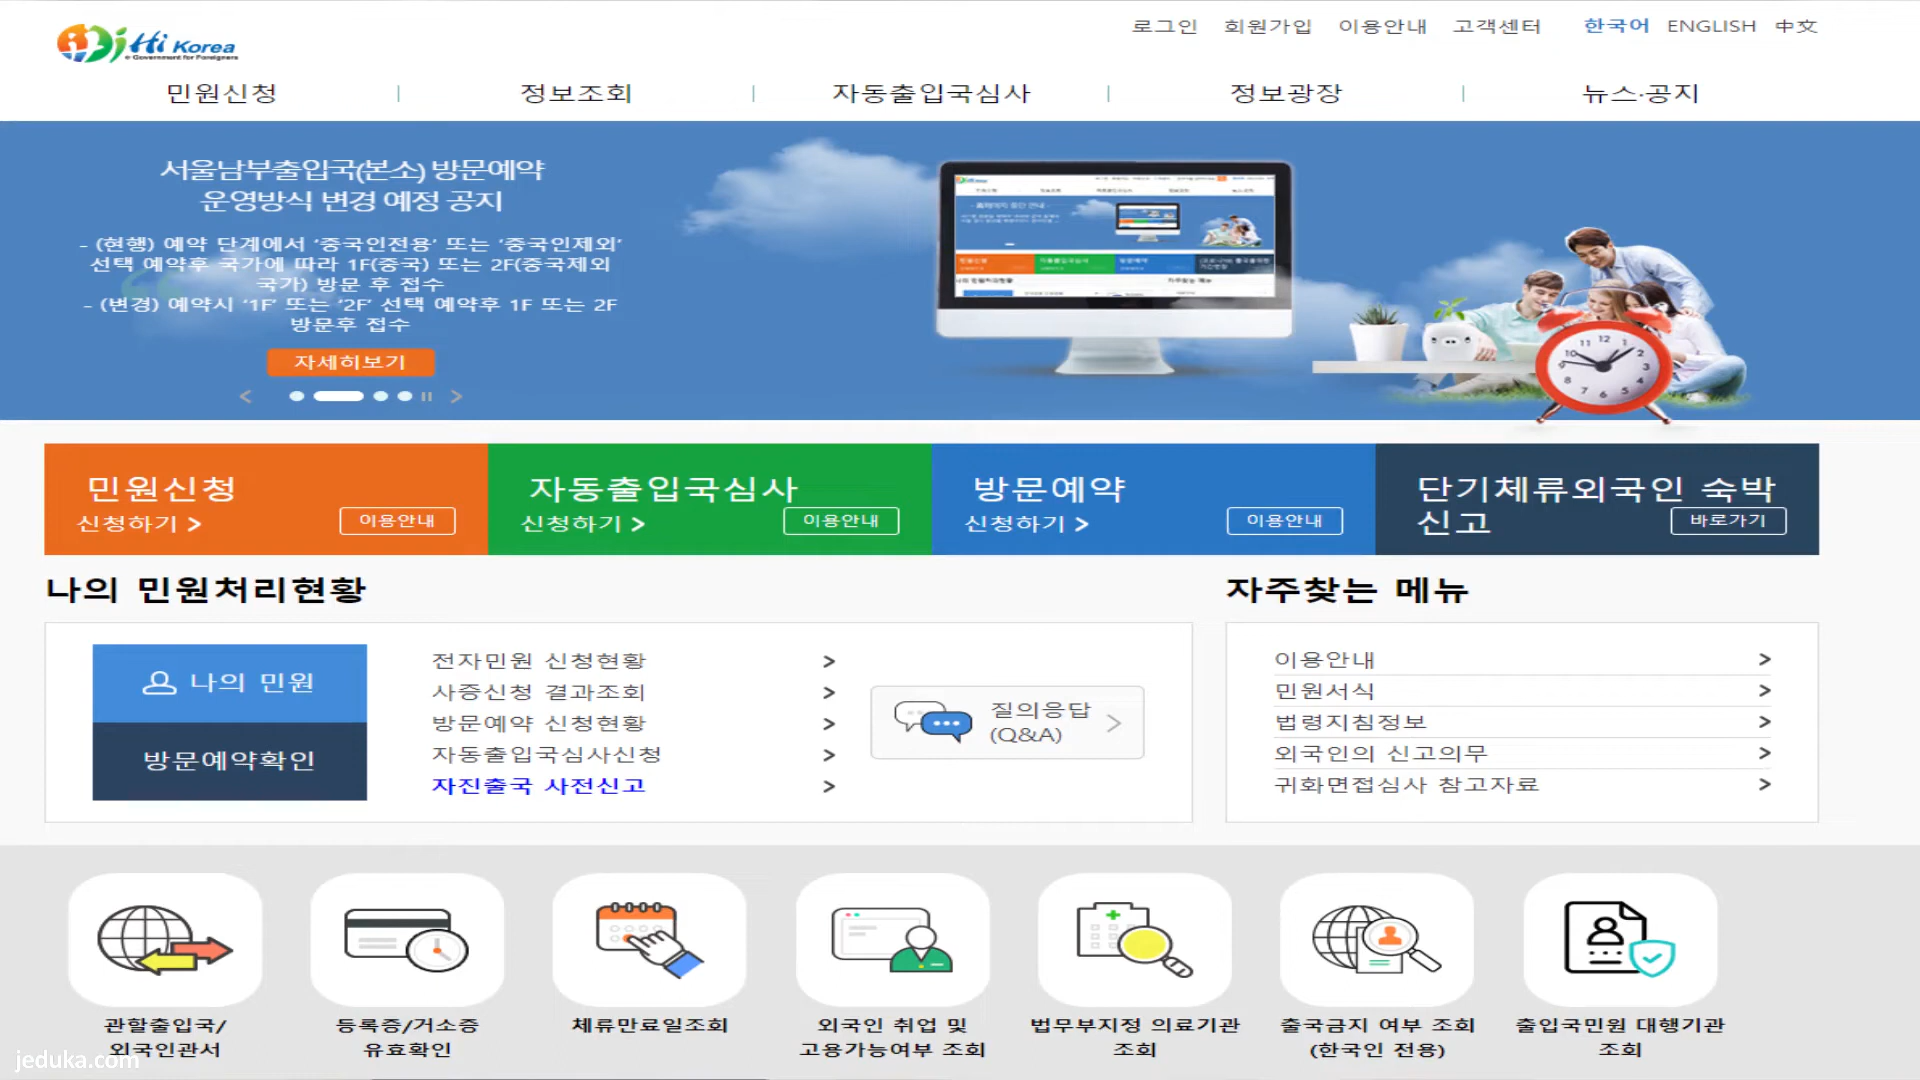 Hi Korea
e-Government for Foreigners
로그인 회원가입 이용안내 고객센터 한국어 ENGLISH 中文
민원신청 정보조회 자동출입국심사 정보광장 뉴스·공지
서울남부출입국(본소) 방문예약
운영방식 변경 예정 공지
- (현행) 예약 단계에서 ‘중국인전용’ 또는 ‘중국인제외’
선택 예약후 국가에 따라 1F(중국) 또는 2F(중국제외
국가) 방문 후 접수
- (변경) 예약시 ‘1F’ 또는 ‘2F’ 선택 예약후 1F 또는 2F
방문후 접수
자세히보기
민원신청
신청하기 >
이용안내
자동출입국심사
신청하기 >
이용안내
방문예약
신청하기 >
이용안내
단기체류외국인 숙박
신고
바로가기
나의 민원처리현황
나의 민원
방문예약확인
전자민원 신청현황
사증신청 결과조회
방문예약 신청현황
자동출입국심사신청
자진출국 사전신고
질의응답
(Q&A)
자주찾는 메뉴
이용안내
민원서식
법령지침정보
외국인의 신고의무
귀화면접심사 참고자료
관할출입국/
외국인관서
등록증/거소증
유효확인
체류만료일조회
외국인 취업 및
고용가능여부 조회
법무부지정 의료기관
조회
출국금지 여부 조회
(한국인 전용)
출입국민원 대행기관
조회
jeduka.com